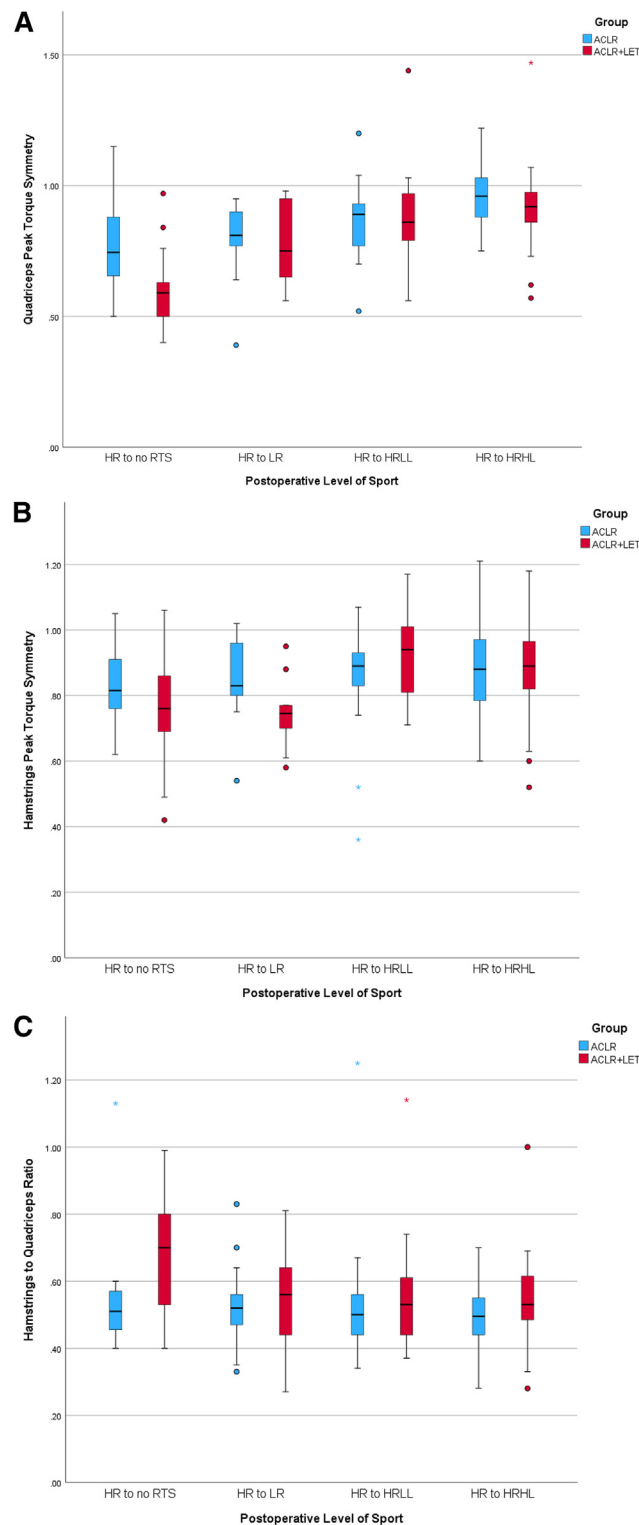 A
Group
ACLR
ACLR+LET
1.50
1.00
.50
.00
Quadriceps Peak Torque Symmetry
HR to no RTS HR to LR HR to HRLL HR to HRHL
Postoperative Level of Sport
B
Group
ACLR
ACLR+LET
1.20
1.00
.80
.60
.40
.20
.00
Hamstrings Peak Torque Symmetry
HR to no RTS HR to LR HR to HRLL HR to HRHL
Postoperative Level of Sport
C
Group
ACLR
ACLR+LET
1.20
1.00
.80
.60
.40
.20
.00
Hamstrings to Quadriceps Ratio
HR to no RTS HR to LR HR to HRLL HR to HRHL
Postoperative Level of Sport